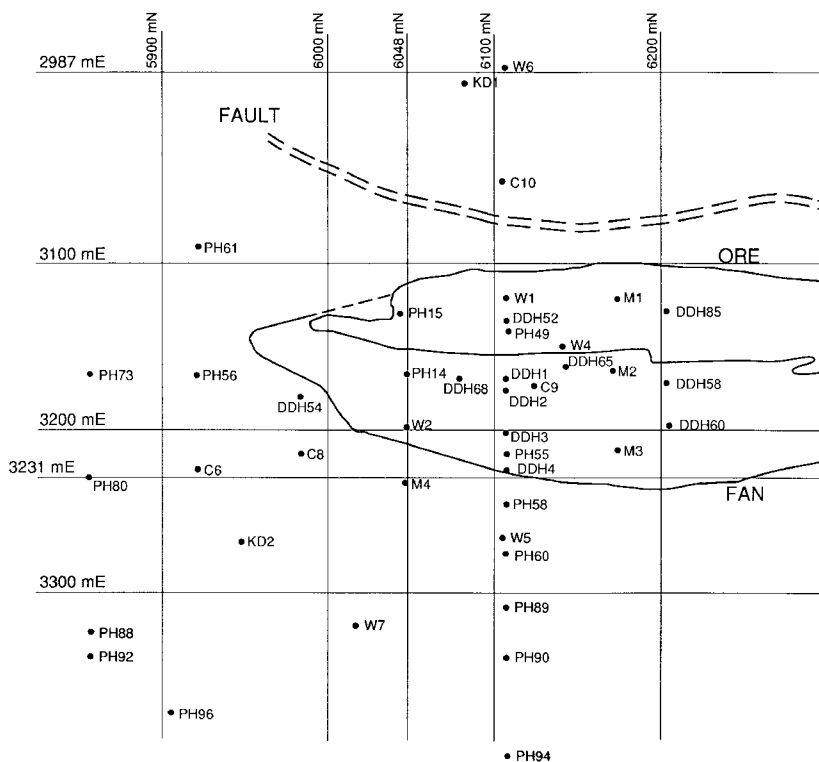 5900 mN
6000 mN
6048 mN
6100 mN
6200 mN
2987 mE
W6
KD1
FAULT
C10
PH61
3100 mE
ORE
W1
M1
PH15
DDH52
DDH85
PH49
W4
DDH65
PH73
PH56
PH14
DDH68
DDH1
C9
M2
DDH58
DDH2
DDH54
3200 mE
W2
DDH3
DDH60
C8
PH55
M3
3231 mE
C6
DDH4
PH80
M4
FAN
PH58
KD2
W5
PH60
3300 mE
PH89
PH88
W7
PH92
PH90
PH96
PH94